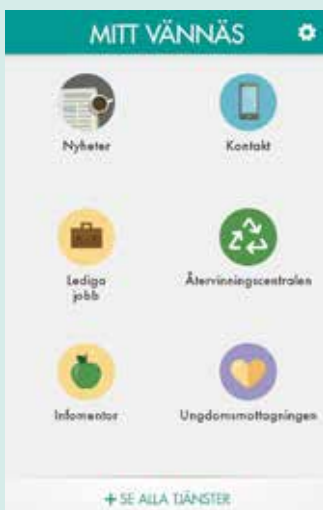 MITT VÄNNÄS
Nyheter
Kontakt
Lediga
jobb
Återvinningscentralen
Infomentor
Ungdomsmottagningen
+ SE ALLA TJÄNSTER